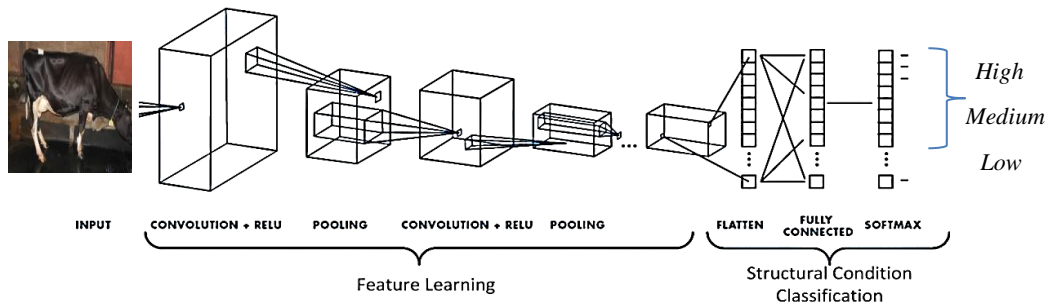 High
Medium
Low
INPUT
CONVOLUTION + RELU
POOLING
CONVOLUTION + RELU
POOLING
FLATTEN
FULLY
CONNECTED
SOFTMAX
Feature Learning
Structural Condition
Classification